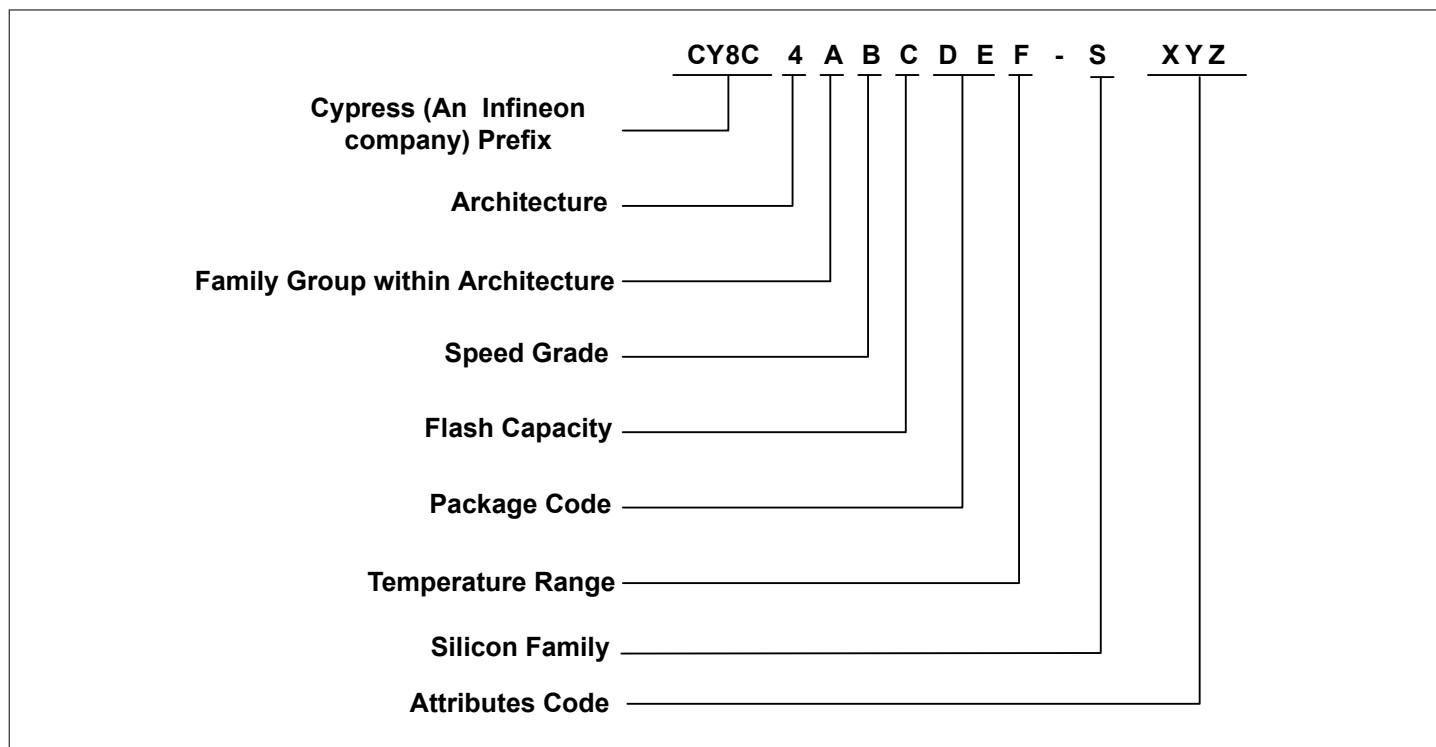 CY8C 4 A B C D E F - S XYZ
Cypress (An Infineon
company) Prefix
Architecture
Family Group within Architecture
Speed Grade
Flash Capacity
Package Code
Temperature Range
Silicon Family
Attributes Code